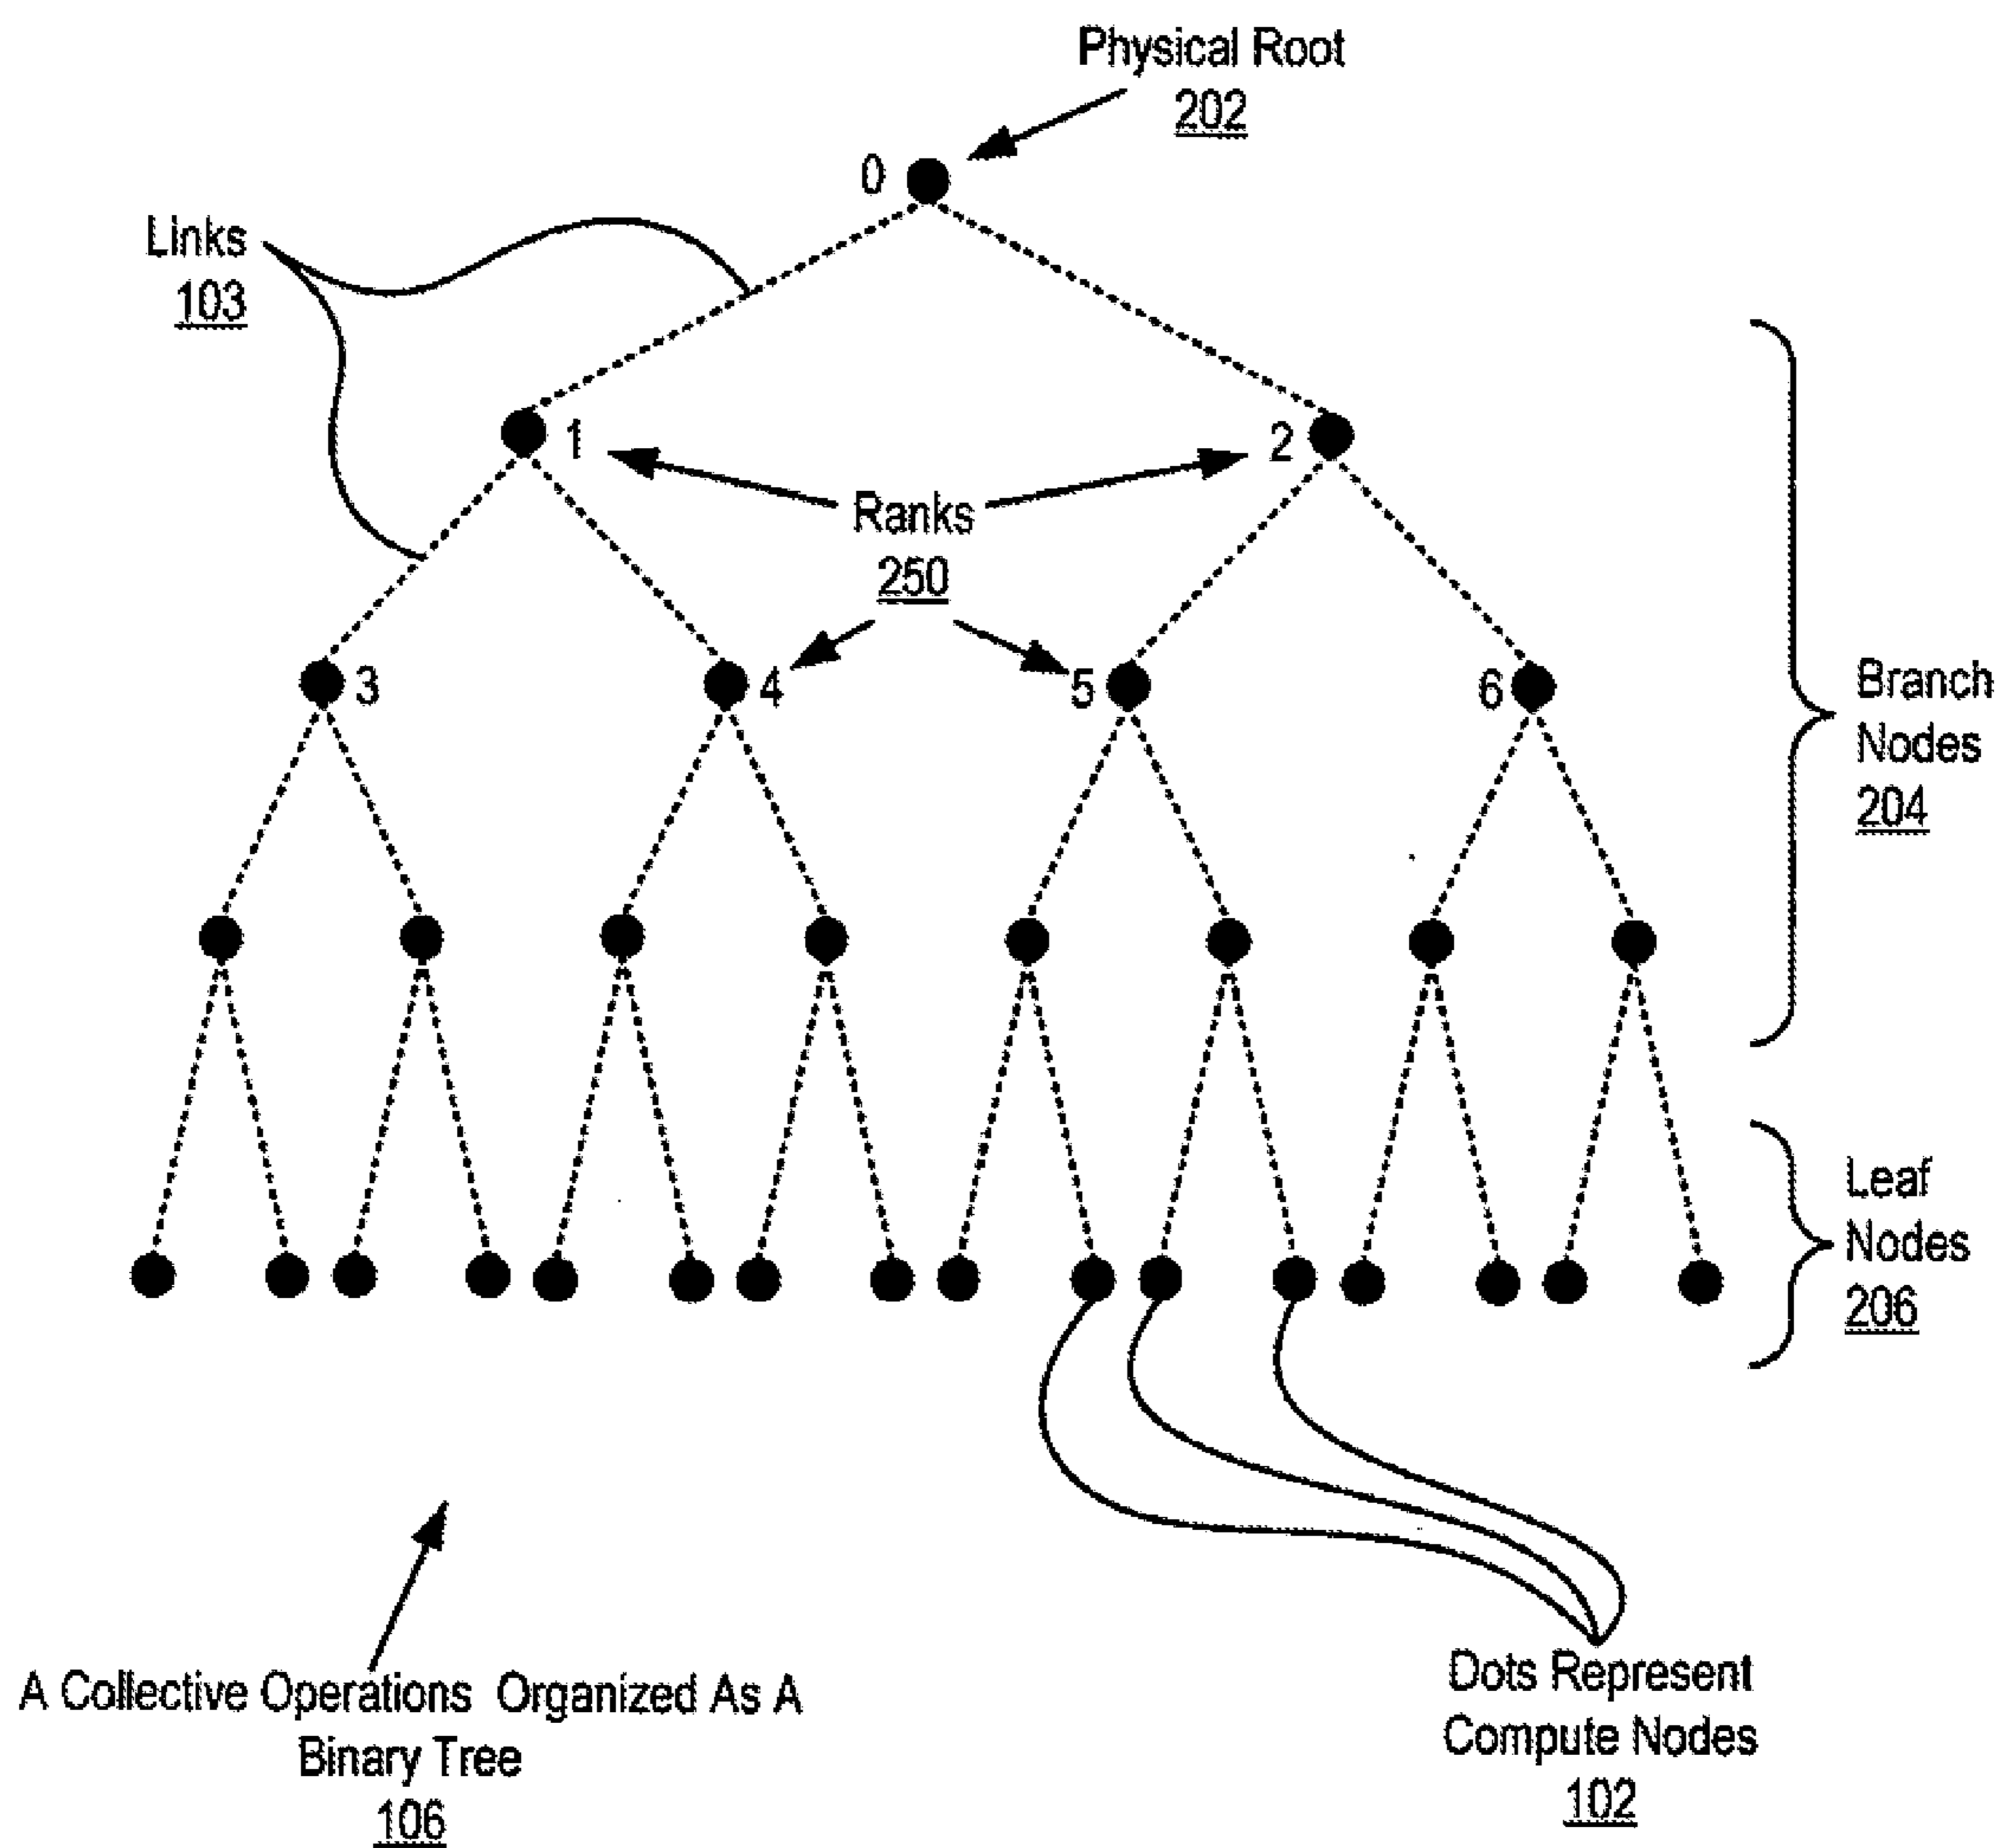 Physical Root
202
0
Links
103
1
2
Ranks
250
3
4
5
6
Branch
Nodes
204
Leaf
Nodes
206
A Collective Operations Organized As A
Binary Tree
106
Dots Represent
Compute Nodes
102